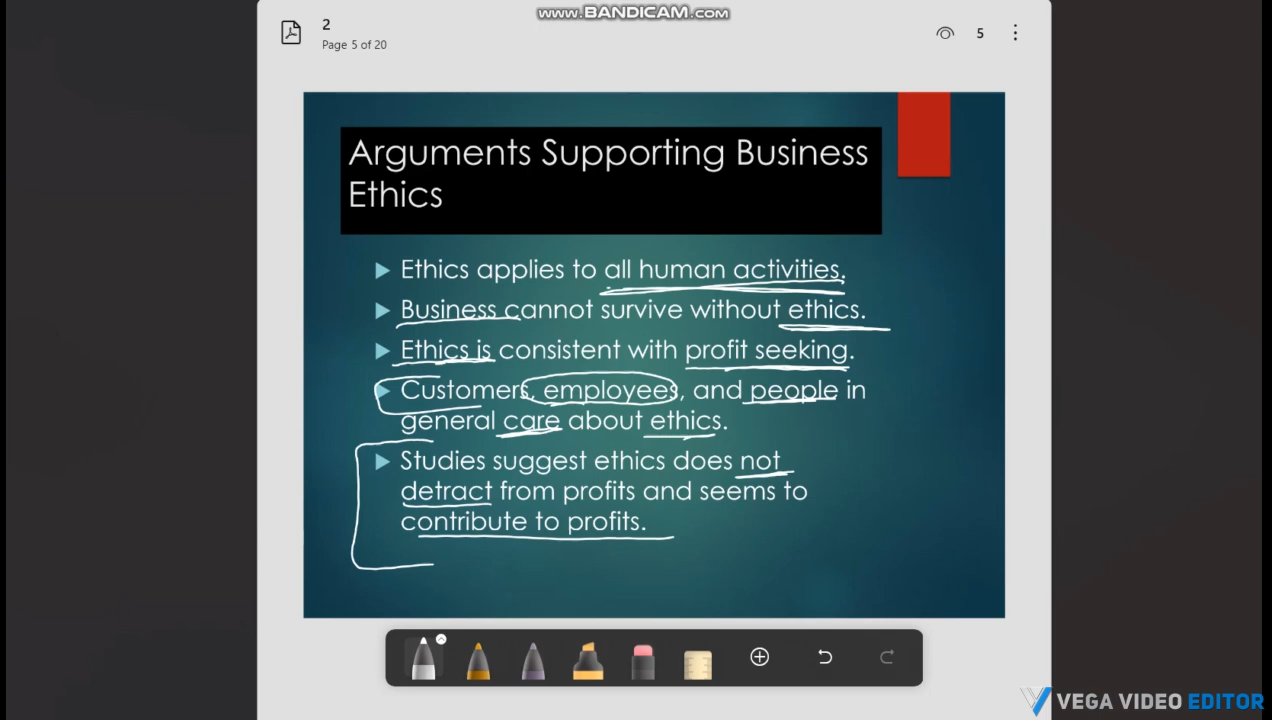 www.BANDICAM.com
2
Page 5 of 20
5
Arguments Supporting Business
Ethics
Ethics applies to all human activities.
Business cannot survive without ethics.
Ethics is consistent with profit seeking.
Customers, employees, and people in
general care about ethics.
Studies suggest ethics does not
detract from profits and seems to
contribute to profits.
VEGA VIDEO EDITOR